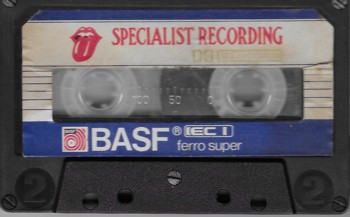 SPECIALIST RECORDING
100 50 0
BASF® IEC I
ferro super
2 2